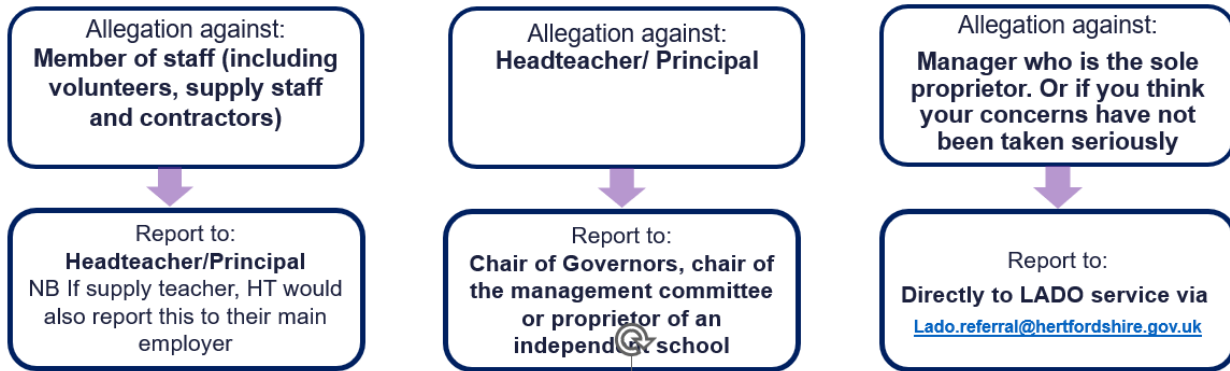 Allegation against:
Member of staff (including
volunteers, supply staff
and contractors)
Report to:
Headteacher/Principal
NB If supply teacher, HT would
also report this to their main
employer
Allegation against:
Headteacher/ Principal
Report to:
Chair of Governors, chair of
the management committee
or proprietor of an
independent school
Allegation against:
Manager who is the sole
proprietor. Or if you think
your concerns have not
been taken seriously
Report to:
Directly to LADO service via
Lado.referral@hertfordshire.gov.uk